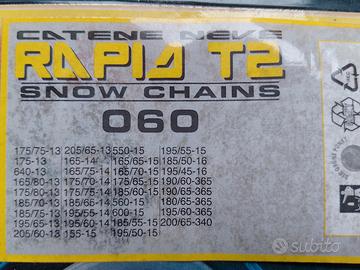 CATENE NEVE
RAPID T2
SNOW CHAINS
060
175/75-13 205/65-13 550-15 195/55-15
175-13 165-14 165/65-15 185/50-16
640-13 165/75-14 165/70-15 195/45-16
165/80-13 175/70-14 175/65-15 190/60-365
175/80-13 175/75-14 185/60-15 190/65-365
185/70-13 185/65-14 560-15 180/65-365
185/75-13 195/55-14 600-15 195/60-365
195/65-13 195/60-14 185/55-15 200/65-340
205/60-13 155-15 195/50-15
subito